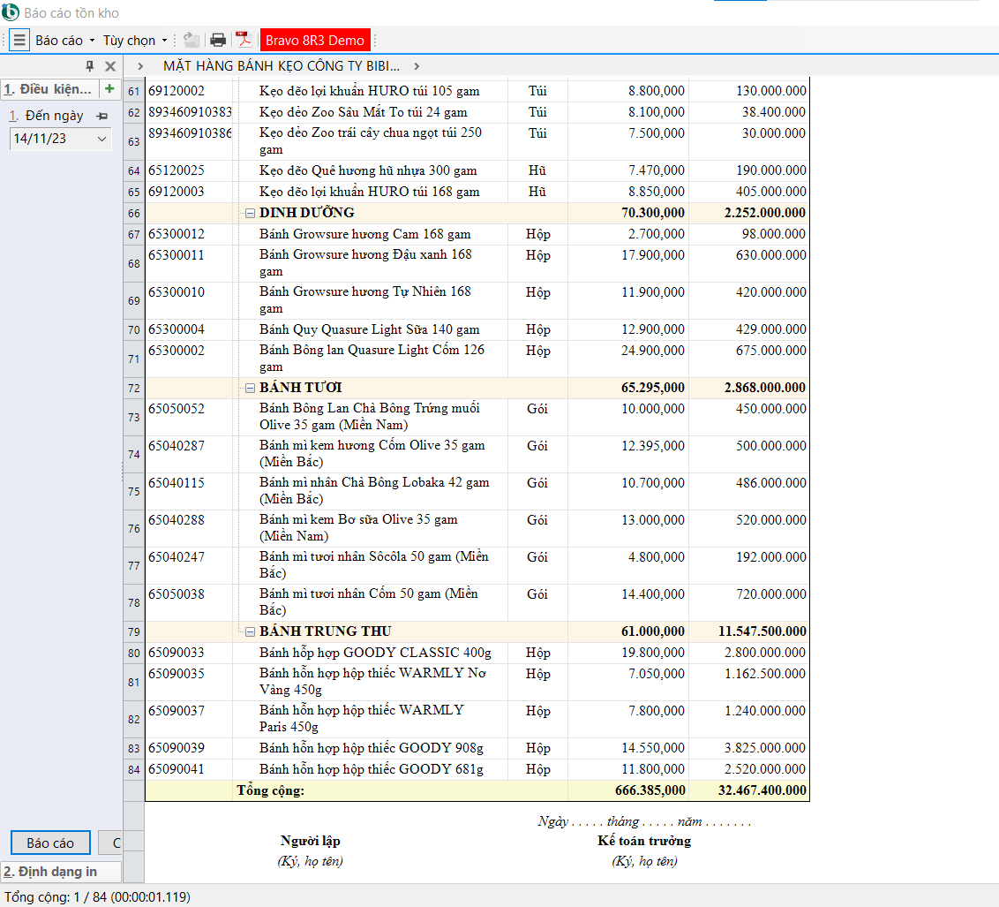 Báo cáo tồn kho
Báo cáo Tùy chọn Bravo 8R3 Demo
MẶT HÀNG BÁNH KẸO CÔNG TY BIBI...
1. Điều kiện...
1. Đến ngày
14/11/23
61 69120002 Kẹo dẽo lợi khuẩn HURO túi 105 gam Túi 8.800,000 130.000.000
62 893460910383 Kẹo dẻo Zoo Sâu Mắt To túi 24 gam Túi 8.100,000 38.400.000
63 893460910386 Kẹo dẻo Zoo trái cây chua ngọt túi 250 Túi 7.500,000 30.000.000
gam
64 65120025 Kẹo dẽo Quê hương hũ nhựa 300 gam Hũ 7.470,000 190.000.000
65 69120003 Kẹo dẽo lợi khuẩn HURO túi 168 gam Hũ 8.850,000 405.000.000
66 DINH DƯỠNG 70.300,000 2.252.000.000
67 65300012 Bánh Growsure hương Cam 168 gam Hộp 2.700,000 98.000.000
68 65300011 Bánh Growsure hương Đậu xanh 168 Hộp 17.900,000 630.000.000
gam
69 65300010 Bánh Growsure hương Tự Nhiên 168 Hộp 11.900,000 420.000.000
gam
70 65300004 Bánh Quy Quasure Light Sữa 140 gam Hộp 12.900,000 429.000.000
71 65300002 Bánh Bông lan Quasure Light Cốm 126 Hộp 24.900,000 675.000.000
gam
72 BÁNH TƯƠI 65.295,000 2.868.000.000
73 65050052 Bánh Bông Lan Chà Bông Trứng muối Gói 10.000,000 450.000.000
Olive 35 gam (Miền Nam)
74 65040287 Bánh mì kem hương Cốm Olive 35 gam Gói 12.395,000 500.000.000
(Miền Bắc)
75 65040115 Bánh mì nhân Chà Bông Lobaka 42 gam Gói 10.700,000 486.000.000
(Miền Bắc)
76 65040288 Bánh mì kem Bơ sữa Olive 35 gam Gói 13.000,000 520.000.000
(Miền Nam)
77 65040247 Bánh mì tươi nhân Sôcôla 50 gam (Miền Gói 4.800,000 192.000.000
Bắc)
78 65050038 Bánh mì tươi nhân Cốm 50 gam (Miền Gói 14.400,000 720.000.000
Bắc)
79 BÁNH TRUNG THU 61.000,000 11.547.500.000
80 65090033 Bánh hỗp hợp GOODY CLASSIC 400g Hộp 19.800,000 2.800.000.000
81 65090035 Bánh hỗn hợp hộp thiếc WARMLY Nơ Hộp 7.050,000 1.162.500.000
Vàng 450g
82 65090037 Bánh hỗn hợp hộp thiếc WARMLY Hộp 7.800,000 1.240.000.000
Paris 450g
83 65090039 Bánh hỗn hợp hộp thiếc GOODY 908g Hộp 14.550,000 3.825.000.000
84 65090041 Bánh hỗn hợp hộp thiếc GOODY 681g Hộp 11.800,000 2.520.000.000
Tổng cộng: 666.385,000 32.467.400.000
Ngày . . . . . tháng . . . . . năm . . . . . . .
Người lập Kế toán trưởng
(Ký, họ tên) (Ký, họ tên)
Báo cáo C
2. Định dạng in
Tổng cộng: 1 / 84 (00:00:01.119)